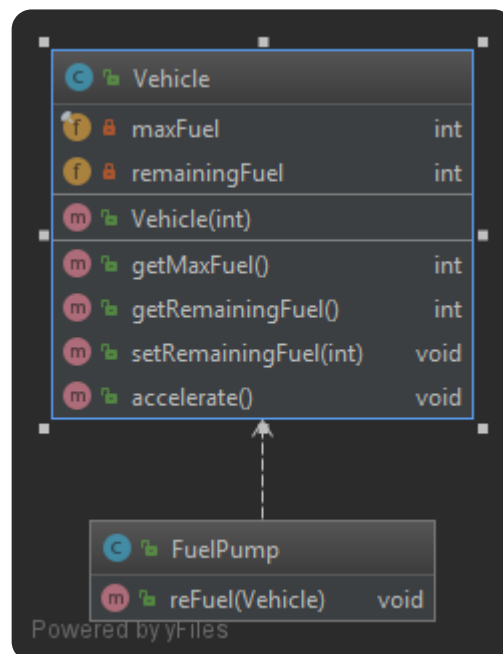 Vehicle
maxFuel int
remainingFuel int
Vehicle(int)
getMaxFuel() int
getRemainingFuel() int
setRemainingFuel(int) void
accelerate() void
FuelPump
reFuel(Vehicle) void
Powered by yFiles